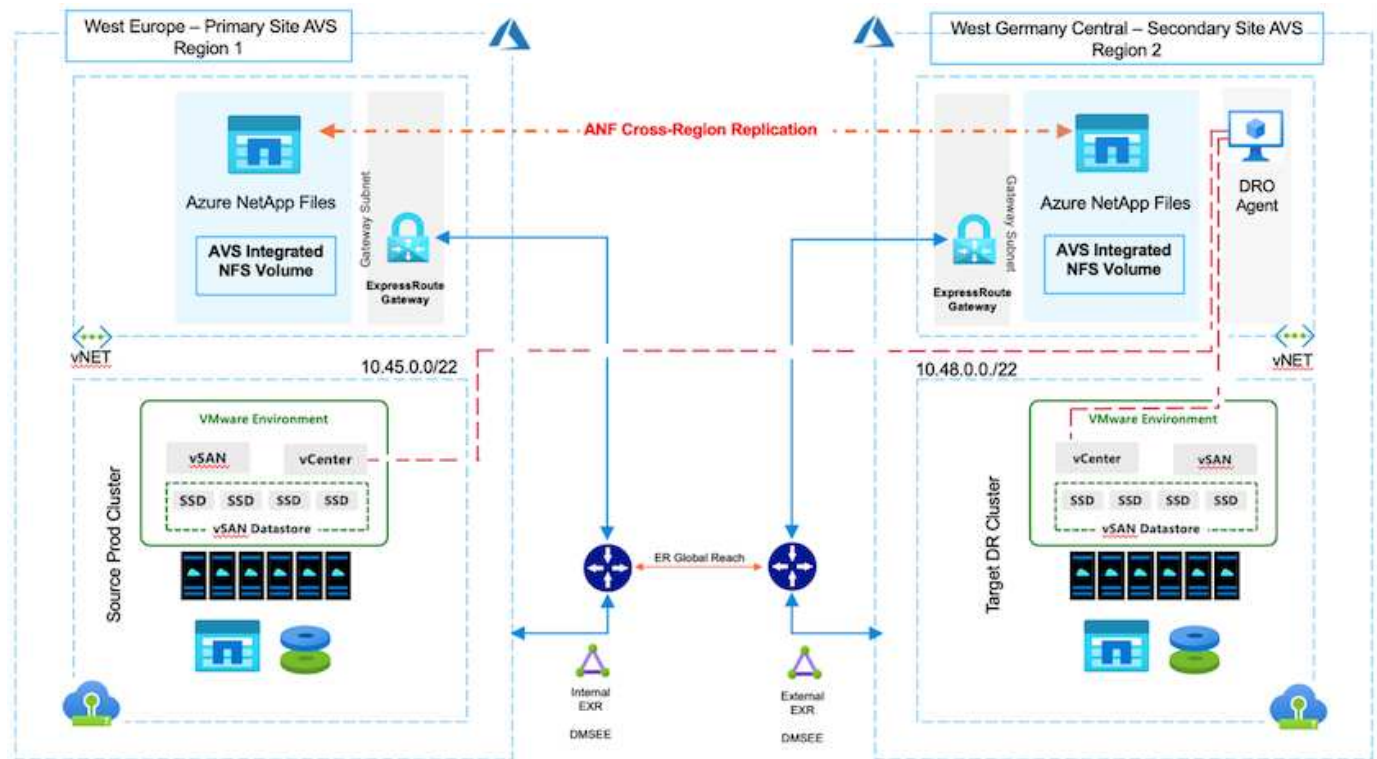 West Europe – Primary Site AVS
Region 1
West Germany Central – Secondary Site AVS
Region 2
ANF Cross-Region Replication
Azure NetApp Files
AVS Integrated
NFS Volume
Gateway Subnet
ExpressRoute
Gateway
Gateway Subnet
ExpressRoute
Gateway
Azure NetApp Files
AVS Integrated
NFS Volume
DRO
Agent
vNET
10.45.0.0/22
10.48.0.0./22
vNET
Source Prod Cluster
VMware Environment
vSAN
vCenter
SSD SSD SSD SSD
vSAN Datastore
ER Global Reach
Internal
EXR
DMSEE
External
EXR
DMSEE
Target DR Cluster
VMware Environment
vCenter
vSAN
SSD SSD SSD SSD
vSAN Datastore